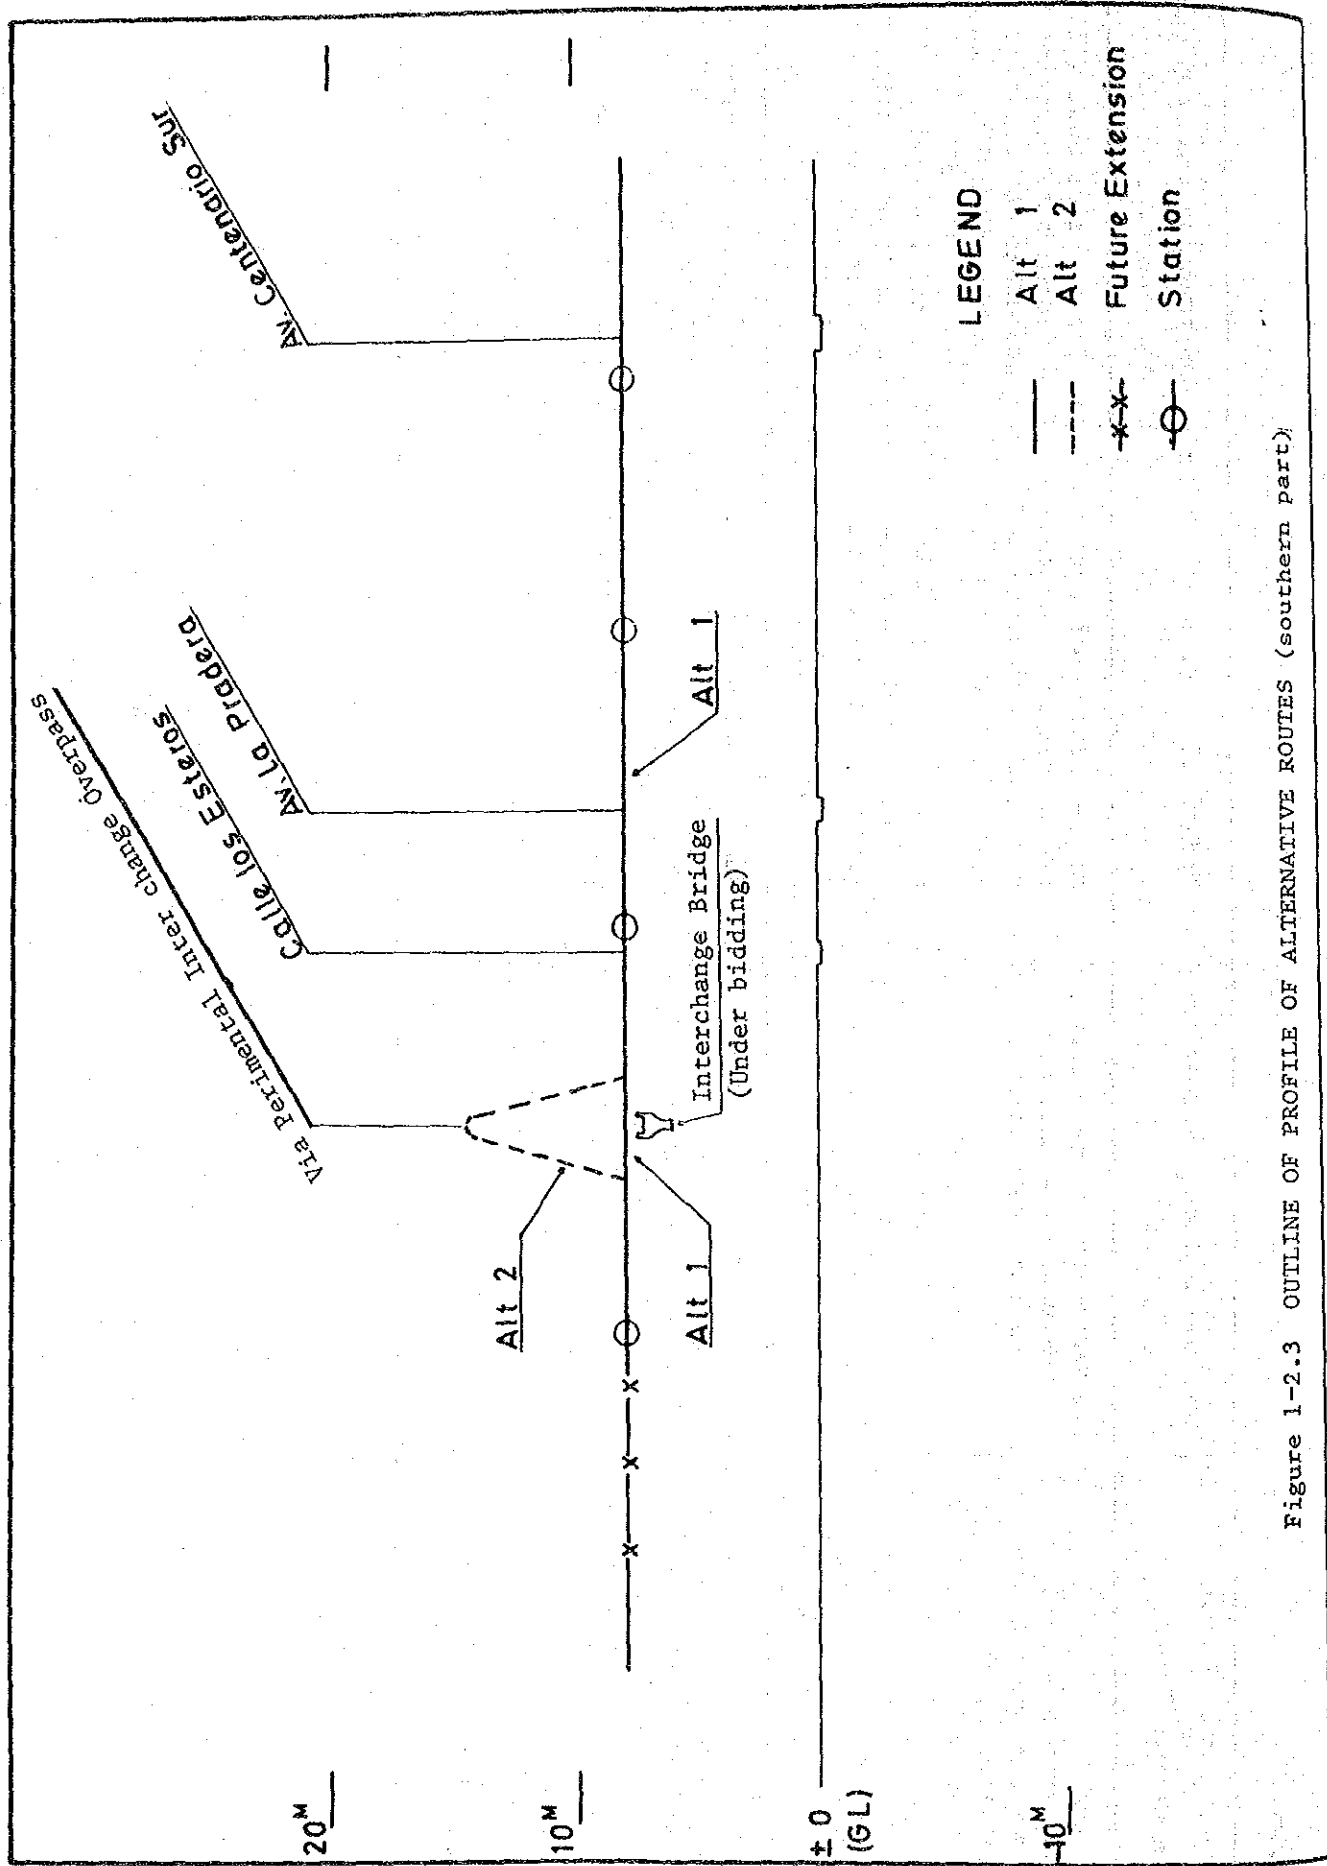 Via Perimental Inter change Overpass
Calle los Esteros
Av. La Pradera
Av. Centenario Sur
20M
10M
± 0
(G·L)
-10M
Alt 2
Alt 1
Interchange Bridge
(Under bidding)
Alt 1
LEGEND
Alt 1
Alt 2
Future Extension
Station
Figure 1-2.3 OUTLINE OF PROFILE OF ALTERNATIVE ROUTES (southern part)